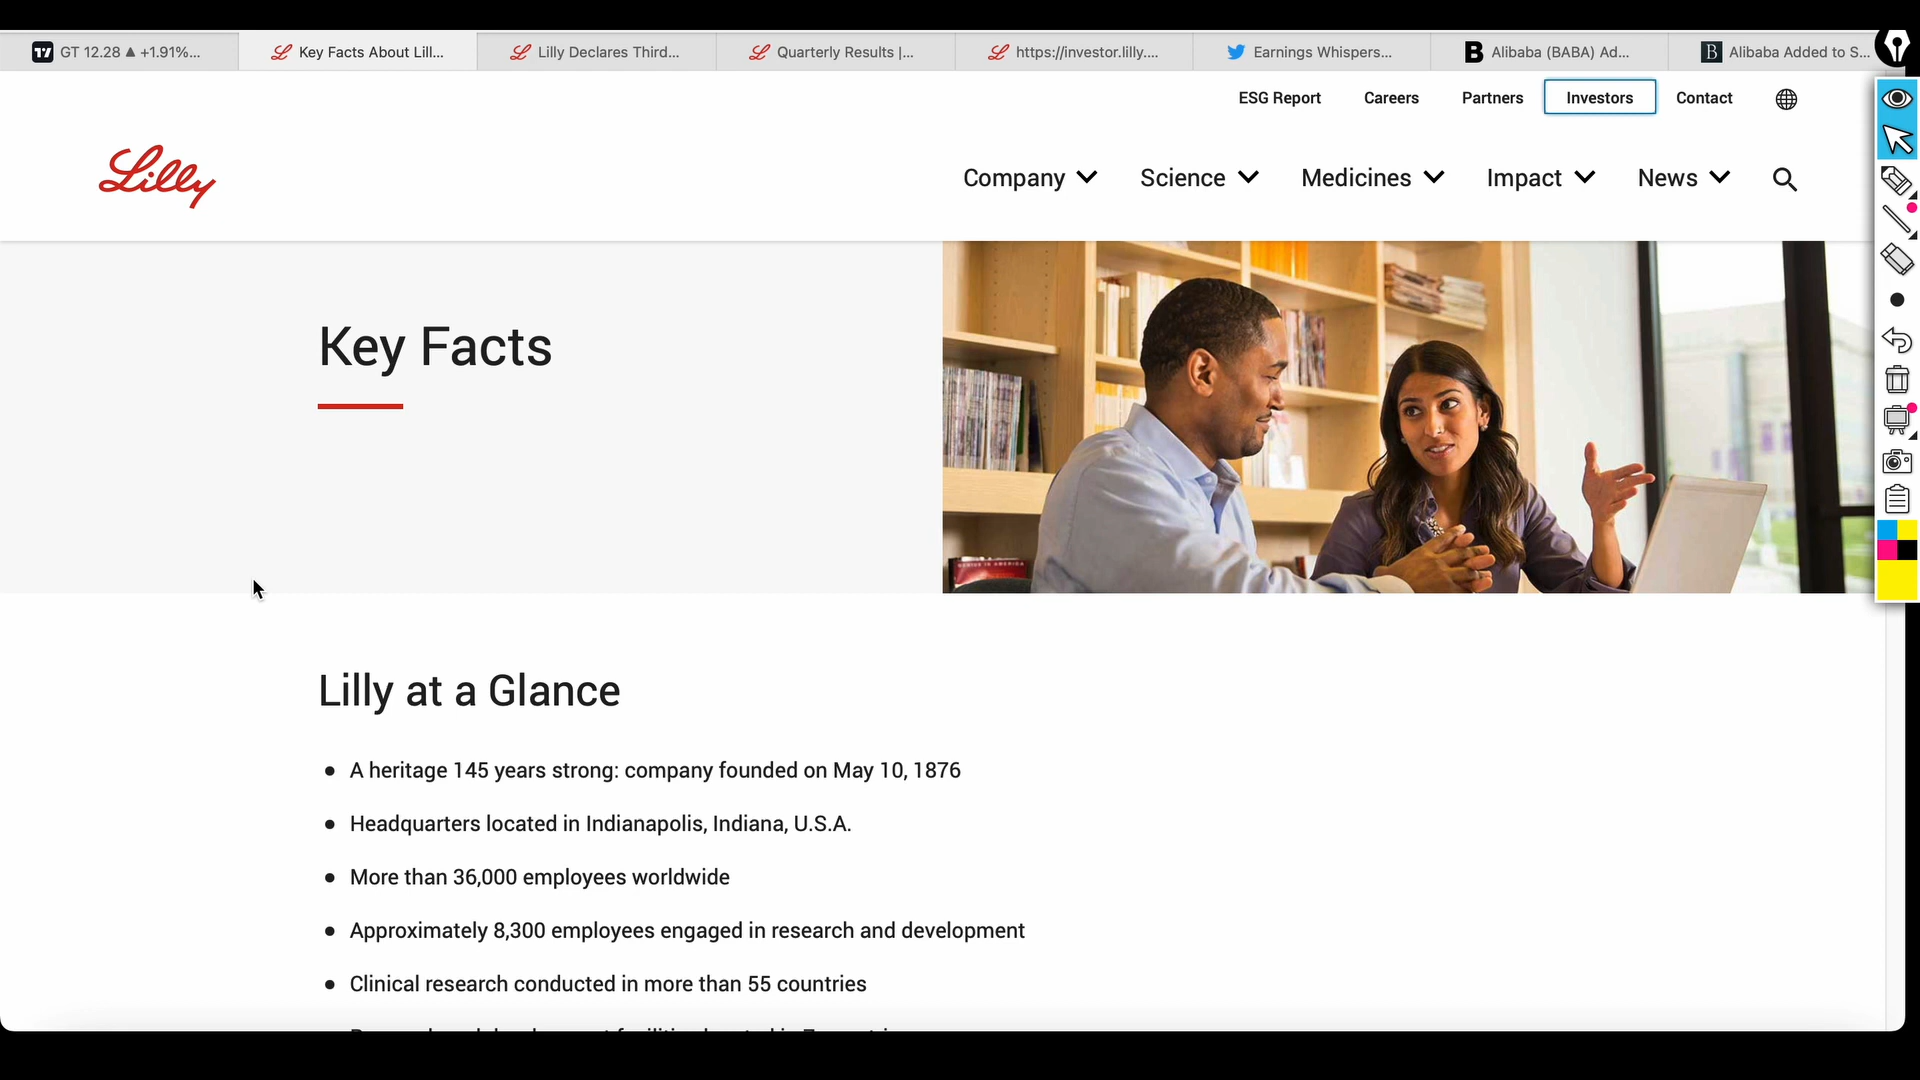 GT 12.28 ▲ +1.91%...
Key Facts About Lill...
Lilly Declares Third...
Quarterly Results |...
https://investor.lilly....
Earnings Whispers...
Alibaba (BABA) Ad...
Alibaba Added to S...
ESG Report
Careers
Partners
Investors
Contact
Lilly
Company
Science
Medicines
Impact
News
Key Facts
Lilly at a Glance
A heritage 145 years strong: company founded on May 10, 1876
Headquarters located in Indianapolis, Indiana, U.S.A.
More than 36,000 employees worldwide
Approximately 8,300 employees engaged in research and development
Clinical research conducted in more than 55 countries